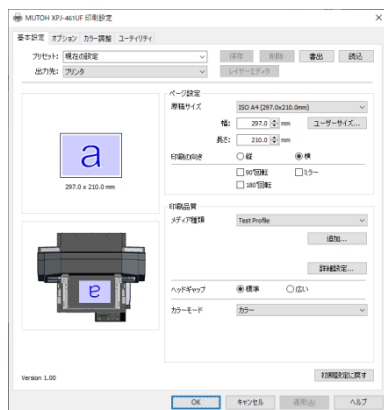 MUTOH XPJ-461UF 印刷設定
基本設定 オプション カラー調整 ユーティリティ
プリセット: 現在の設定 保存 削除 書出 読込
出力先: プリンタ レイヤーエディタ
a
297.0 x 210.0 mm
a
Version 1.00
ページ設定
原稿サイズ ISO A4 (297.0x210.0mm)
幅: 297.0 mm ユーザーサイズ...
長さ: 210.0 mm
印刷の向き 縦 横
90°回転 ミラー
180°回転
印刷品質
メディア種類 Test Profile
追加...
詳細設定...
ヘッドギャップ 標準 広い
カラーモード カラー
初期設定に戻す
OK キャンセル 適用(A) ヘルプ